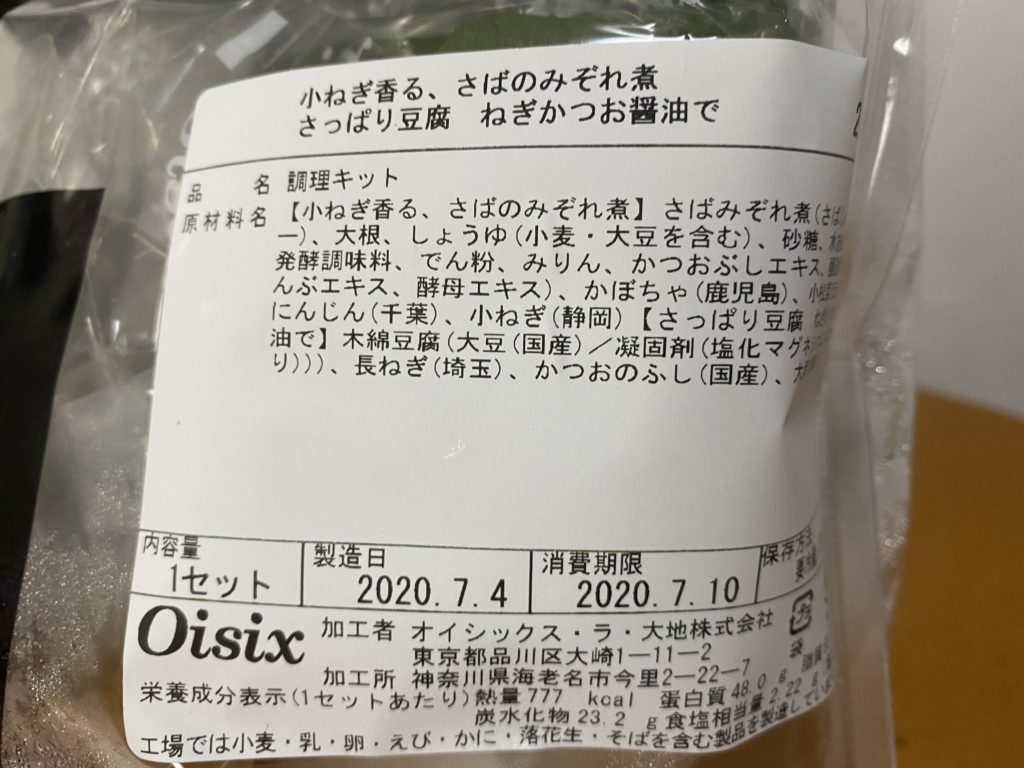 小ねぎ香る、さばのみぞれ煮
さっぱり豆腐 ねぎかつお醤油で
品 名 調理キット
原材料名 【小ねぎ香る、さばのみぞれ煮】さばみぞれ煮(さば
ー)、大根、しょうゆ(小麦・大豆を含む)、砂糖、
発酵調味料、でん粉、みりん、かつおぶしエキス、
んぶエキス、酵母エキス)、かぼちゃ(鹿児島)、
にんじん(千葉)、小ねぎ(静岡)【さっぱり豆腐
油で】木綿豆腐(大豆(国産)／凝固剤(塩化マグネ
り)))、長ねぎ(埼玉)、かつおのふし(国産)、
内容量 製造日 消費期限 保存方法
1セット 2020.7.4 2020.7.10
Oisix 加工者 オイシックス・ラ・大地株式会社
東京都品川区大崎1ー11ー2
加工所 神奈川県海老名市今里2ー22ー7
袋
栄養成分表示(1セットあたり)熱量777 kcal 蛋白質48.0g 脂質
炭水化物23.2 g食塩相当量2.22g
工場では小麦・乳・卵・えび・かに・落花生・そばを含む製品を製造してい